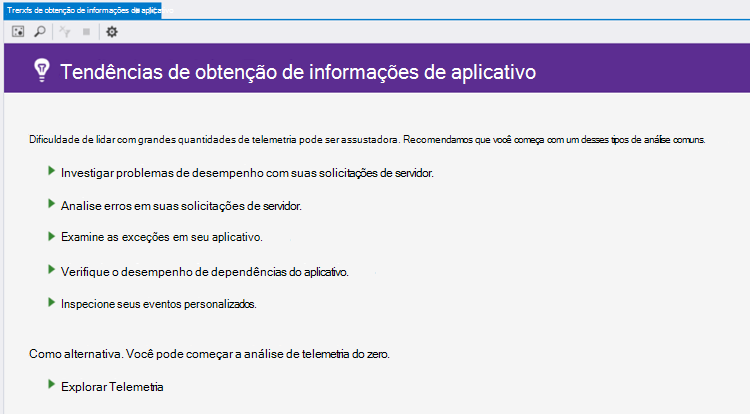 de obtenção de informações de
Tendências de obtenção de informações de aplicativo
Dificuldade de lidar com grandes quantidades de telemetria pode ser assustadora. Recomendamos que você começa com um desses tipos de análise comuns.
Investigar problemas de desempenho com suas solicitações de servidor.
Analise erros em suas solicitações de servidor.
Examine as exceções em seu aplicativo.
Verifique o desempenho de dependências do aplicativo.
Inspecione seus eventos personalizados.
Como alternativa. Você pode começar a análise de telemetria do zero.
Explorar Telemetria